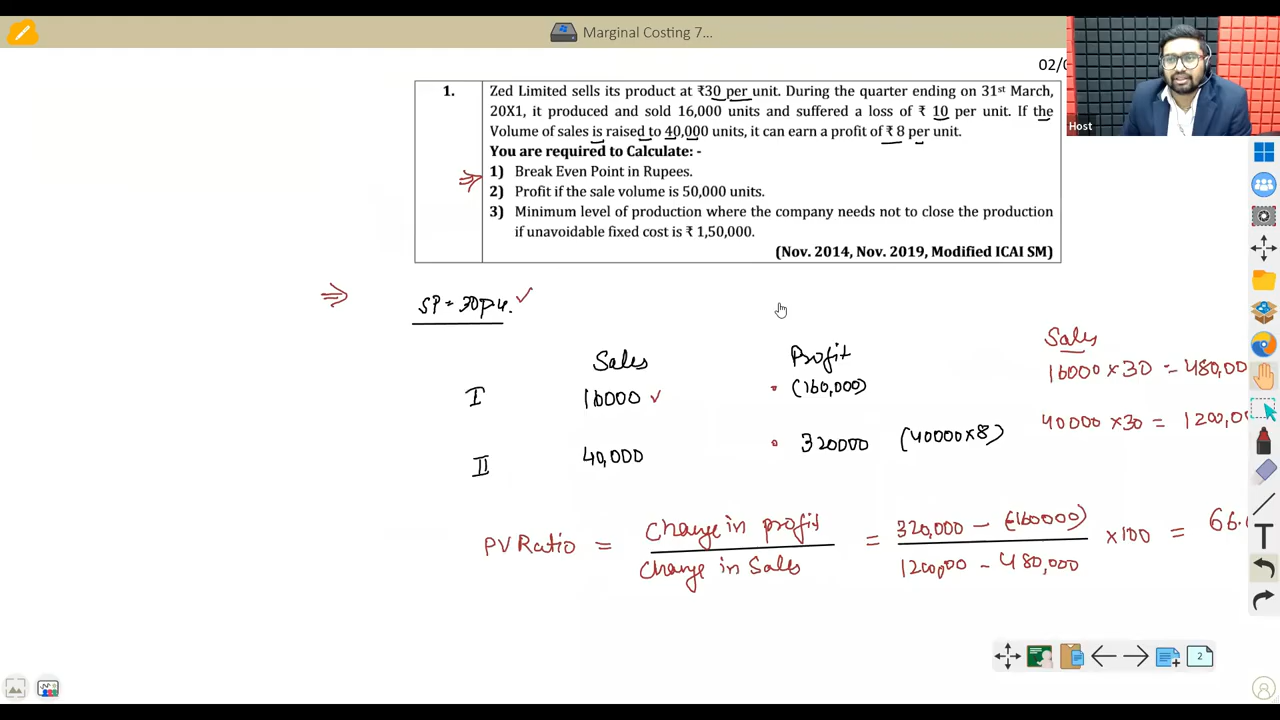 Marginal Costing 7...
02/0
1. Zed Limited sells its product at ₹30 per unit. During the quarter ending on 31st March,
20X1, it produced and sold 16,000 units and suffered a loss of ₹ 10 per unit. If the
Volume of sales is raised to 40,000 units, it can earn a profit of ₹ 8 per unit.
You are required to Calculate: -
1) Break Even Point in Rupees.
2) Profit if the sale volume is 50,000 units.
3) Minimum level of production where the company needs not to close the production
if unavoidable fixed cost is ₹ 1,50,000.
(Nov. 2014, Nov. 2019, Modified ICAI SM)
Host
⇒ SP = 30 p.u. ✓
Sales Profit
I 16000 ✓ (160,000)
II 40,000 320000 (40000×8)
Sales
16000 × 30 = 480,00
40000 × 30 = 1200,0
PV Ratio = Change in profit / Change in Sales = 320,000 - (-160000) / 1200,000 - 480,000 × 100 = 66.
T
2